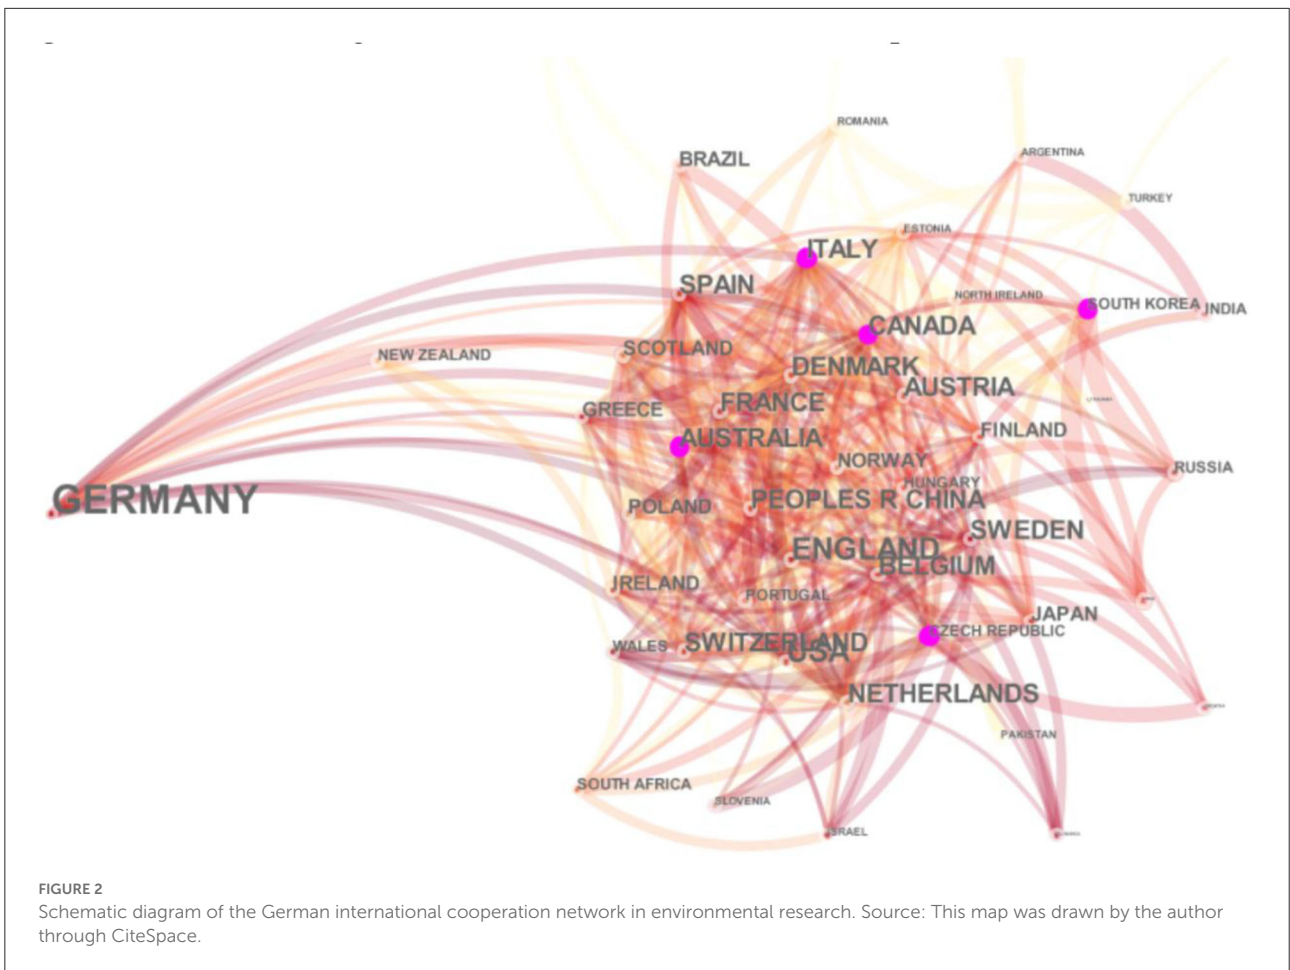 ROMANIA
ARGENTINA
BRAZIL
TURKEY
ESTONIA
ITALY
SPAIN
NORTH IRELAND
SOUTH KOREA
INDIA
CANADA
SCOTLAND
NEW ZEALAND
DENMARK
AUSTRIA
FRANCE
GREECE
FINLAND
AUSTRALIA
NORWAY
RUSSIA
HUNGARY
GERMANY
PEOPLES R CHINA
POLAND
SWEDEN
ENGLAND
BELGIUM
IRELAND
PORTUGAL
JAPAN
CZECH REPUBLIC
WALES
SWITZERLAND
USA
NETHERLANDS
PAKISTAN
SOUTH AFRICA
SLOVENIA
ISRAEL
FIGURE 2
Schematic diagram of the German international cooperation network in environmental research. Source: This map was drawn by the author
through CiteSpace.